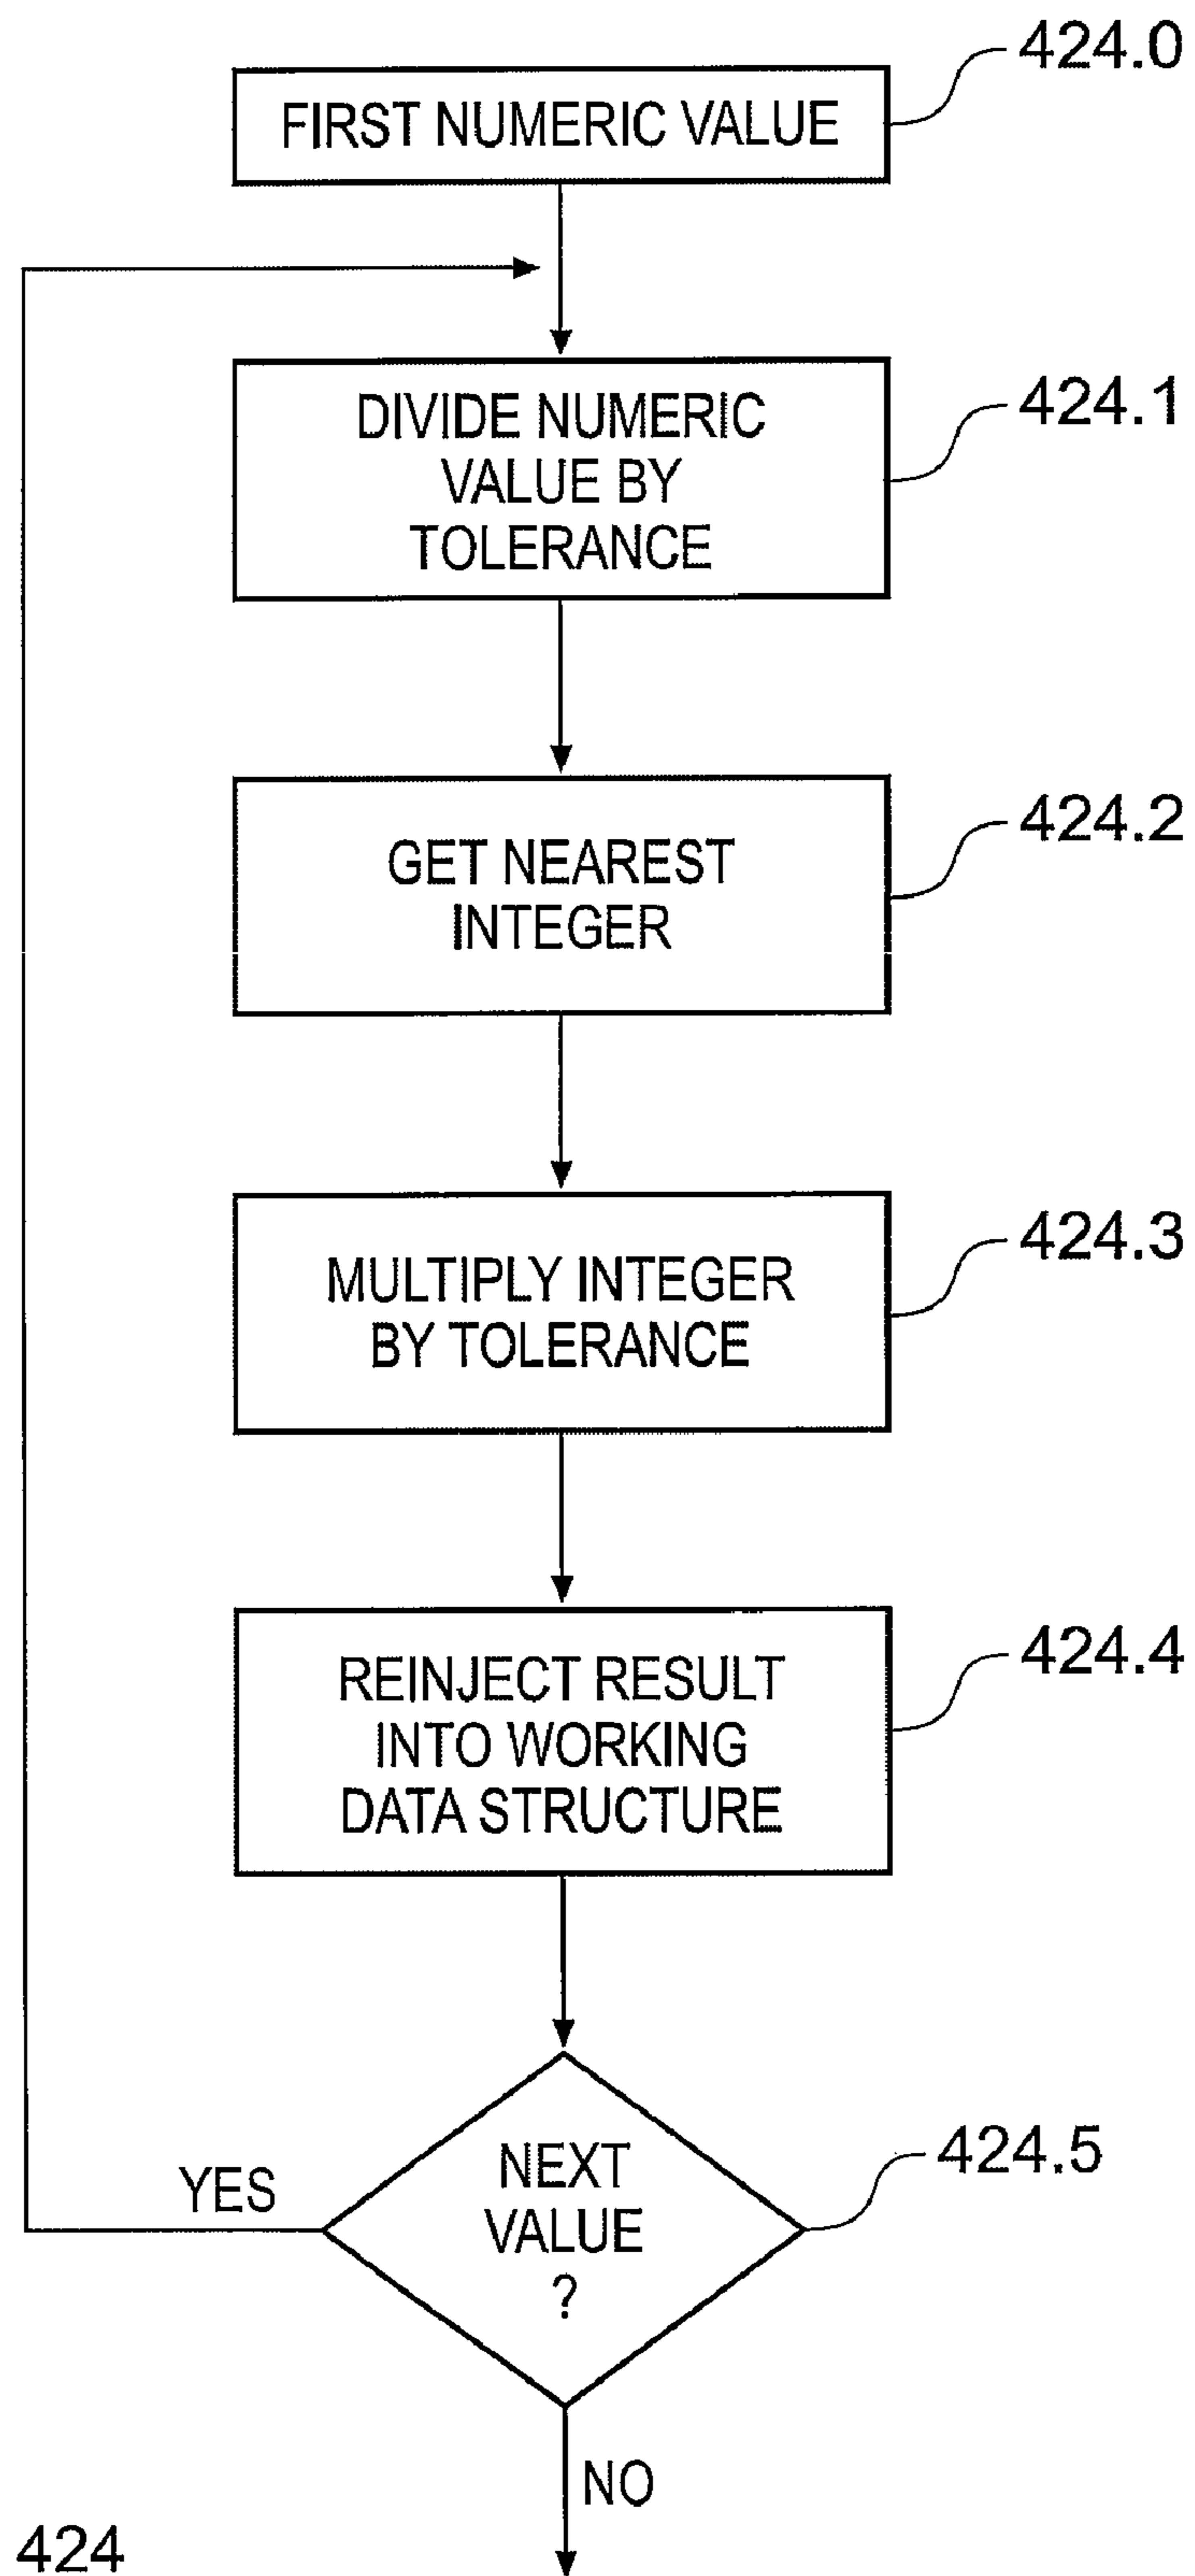 424.0
FIRST NUMERIC VALUE
424.1
DIVIDE NUMERIC
VALUE BY
TOLERANCE
424.2
GET NEAREST
INTEGER
424.3
MULTIPLY INTEGER
BY TOLERANCE
424.4
REINJECT RESULT
INTO WORKING
DATA STRUCTURE
424.5
NEXT
VALUE
?
YES
NO
424